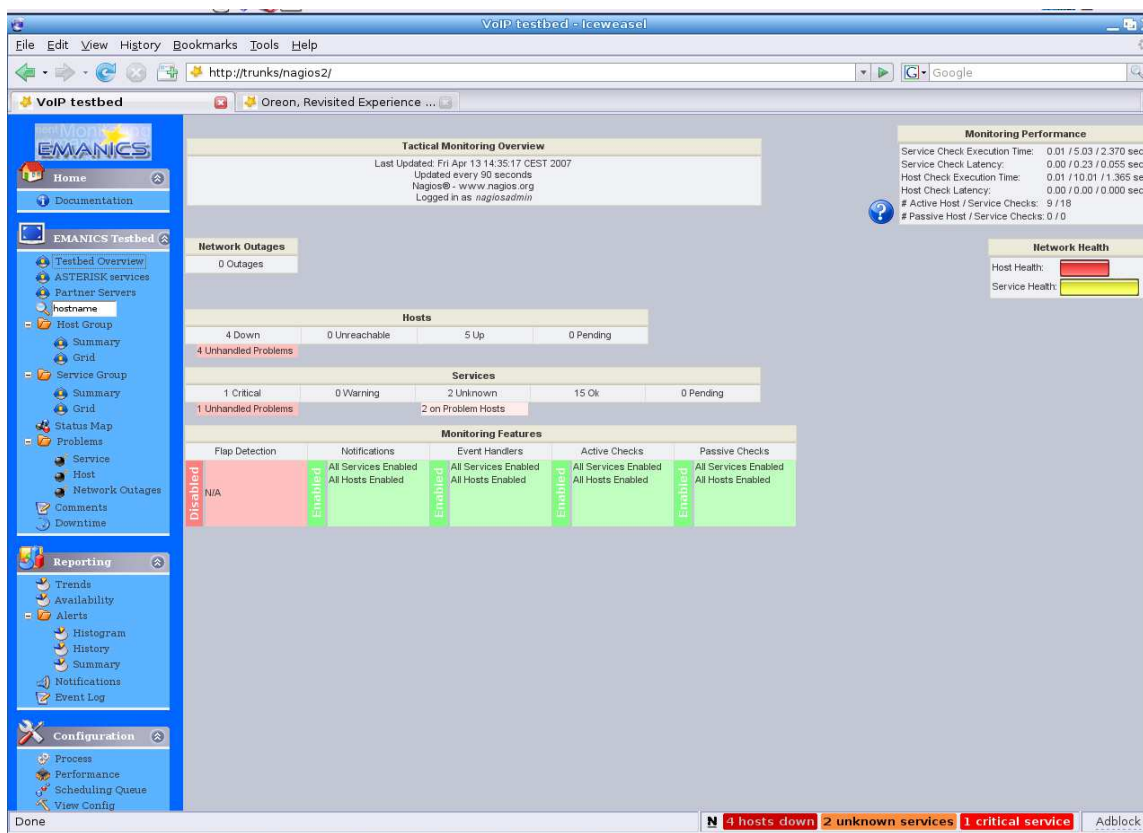 VoIP testbed - Iceweasel
File Edit View History Bookmarks Tools Help
http://trunks/nagios2/
G Google
VoIP testbed
Oreon, Revisited Experience ...
EMANICS
Home
Documentation
EMANICS Testbed
Testbed Overview
ASTERISK services
Partner Servers
hostname
Host Group
Summary
Grid
Service Group
Summary
Grid
Status Map
Problems
Service
Host
Network Outages
Comments
Downtime
Reporting
Trends
Availability
Alerts
Histogram
History
Summary
Notifications
Event Log
Configuration
Process
Performance
Scheduling Queue
View Config
Tactical Monitoring Overview
Last Updated: Fri Apr 13 14:35:17 CEST 2007
Updated every 90 seconds
Nagios® - www.nagios.org
Logged in as nagiosadmin
Monitoring Performance
Service Check Execution Time: 0.01 / 5.03 / 2.370 sec
Service Check Latency: 0.00 / 0.23 / 0.055 sec
Host Check Execution Time: 0.01 / 10.01 / 1.365 se
Host Check Latency: 0.00 / 0.00 / 0.000 sec
# Active Host / Service Checks: 9 / 18
# Passive Host / Service Checks: 0 / 0
Network Outages
0 Outages
Network Health
Host Health:
Service Health:
Hosts
4 Down 0 Unreachable 5 Up 0 Pending
4 Unhandled Problems
Services
1 Critical 0 Warning 2 Unknown 15 Ok 0 Pending
1 Unhandled Problems 2 on Problem Hosts
Monitoring Features
Flap Detection Notifications Event Handlers Active Checks Passive Checks
Disabled
N/A
Enabled
All Services Enabled
All Hosts Enabled
Enabled
All Services Enabled
All Hosts Enabled
Enabled
All Services Enabled
All Hosts Enabled
Enabled
All Services Enabled
All Hosts Enabled
Done
N 4 hosts down 2 unknown services 1 critical service Adblock